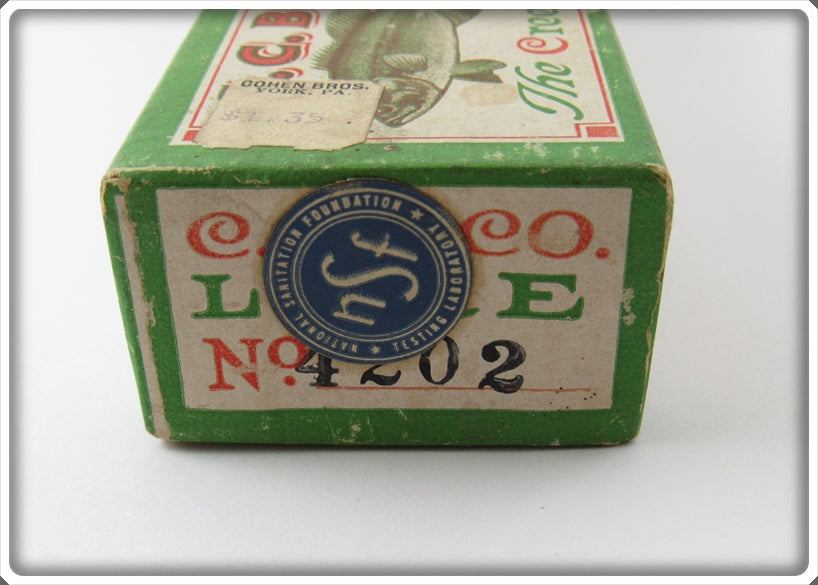 C. B
The Cree
COHEN BROS.
YORK, PA.
$1.35
NATIONAL SANITATION FOUNDATION ★ TESTING LABORATORY ★
nsf
C. CO.
L E
No. 4202